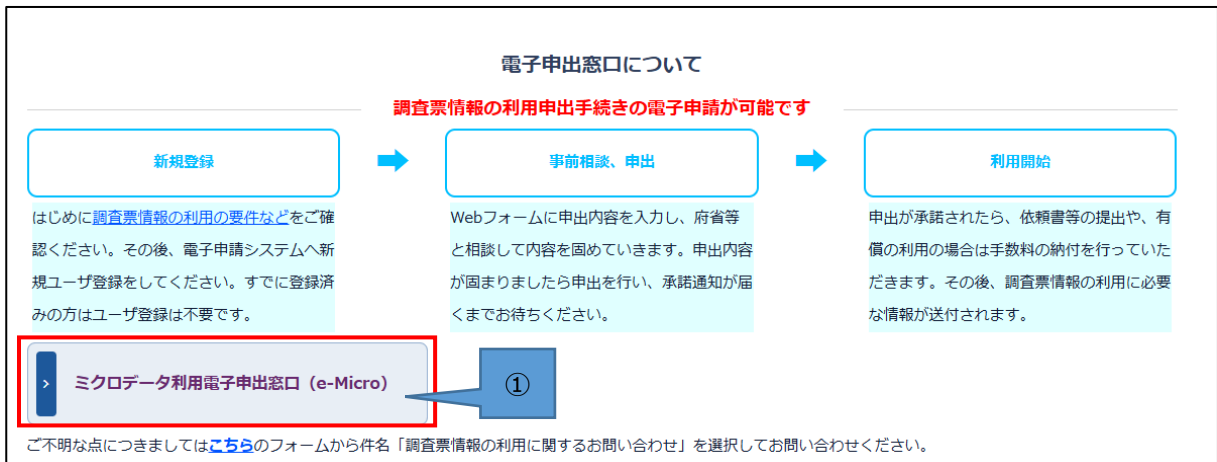 電子申出窓口について
調査票情報の利用申出手続きの電子申請が可能です
新規登録
はじめに調査票情報の利用の要件などをご確
認ください。その後、電子申請システムへ新
規ユーザ登録をしてください。すでに登録済
みの方はユーザ登録は不要です。
事前相談、申出
Webフォームに申出内容を入力し、府省等
と相談して内容を固めていきます。申出内容
が固まりましたら申出を行い、承諾通知が届
くまでお待ちください。
利用開始
申出が承諾されたら、依頼書等の提出や、有
償の利用の場合は手数料の納付を行っていた
だきます。その後、調査票情報の利用に必要
な情報が送付されます。
ミクロデータ利用電子申出窓口（e-Micro）
①
ご不明な点につきましてはこちらのフォームから件名「調査票情報の利用に関するお問い合わせ」を選択してお問い合わせください。